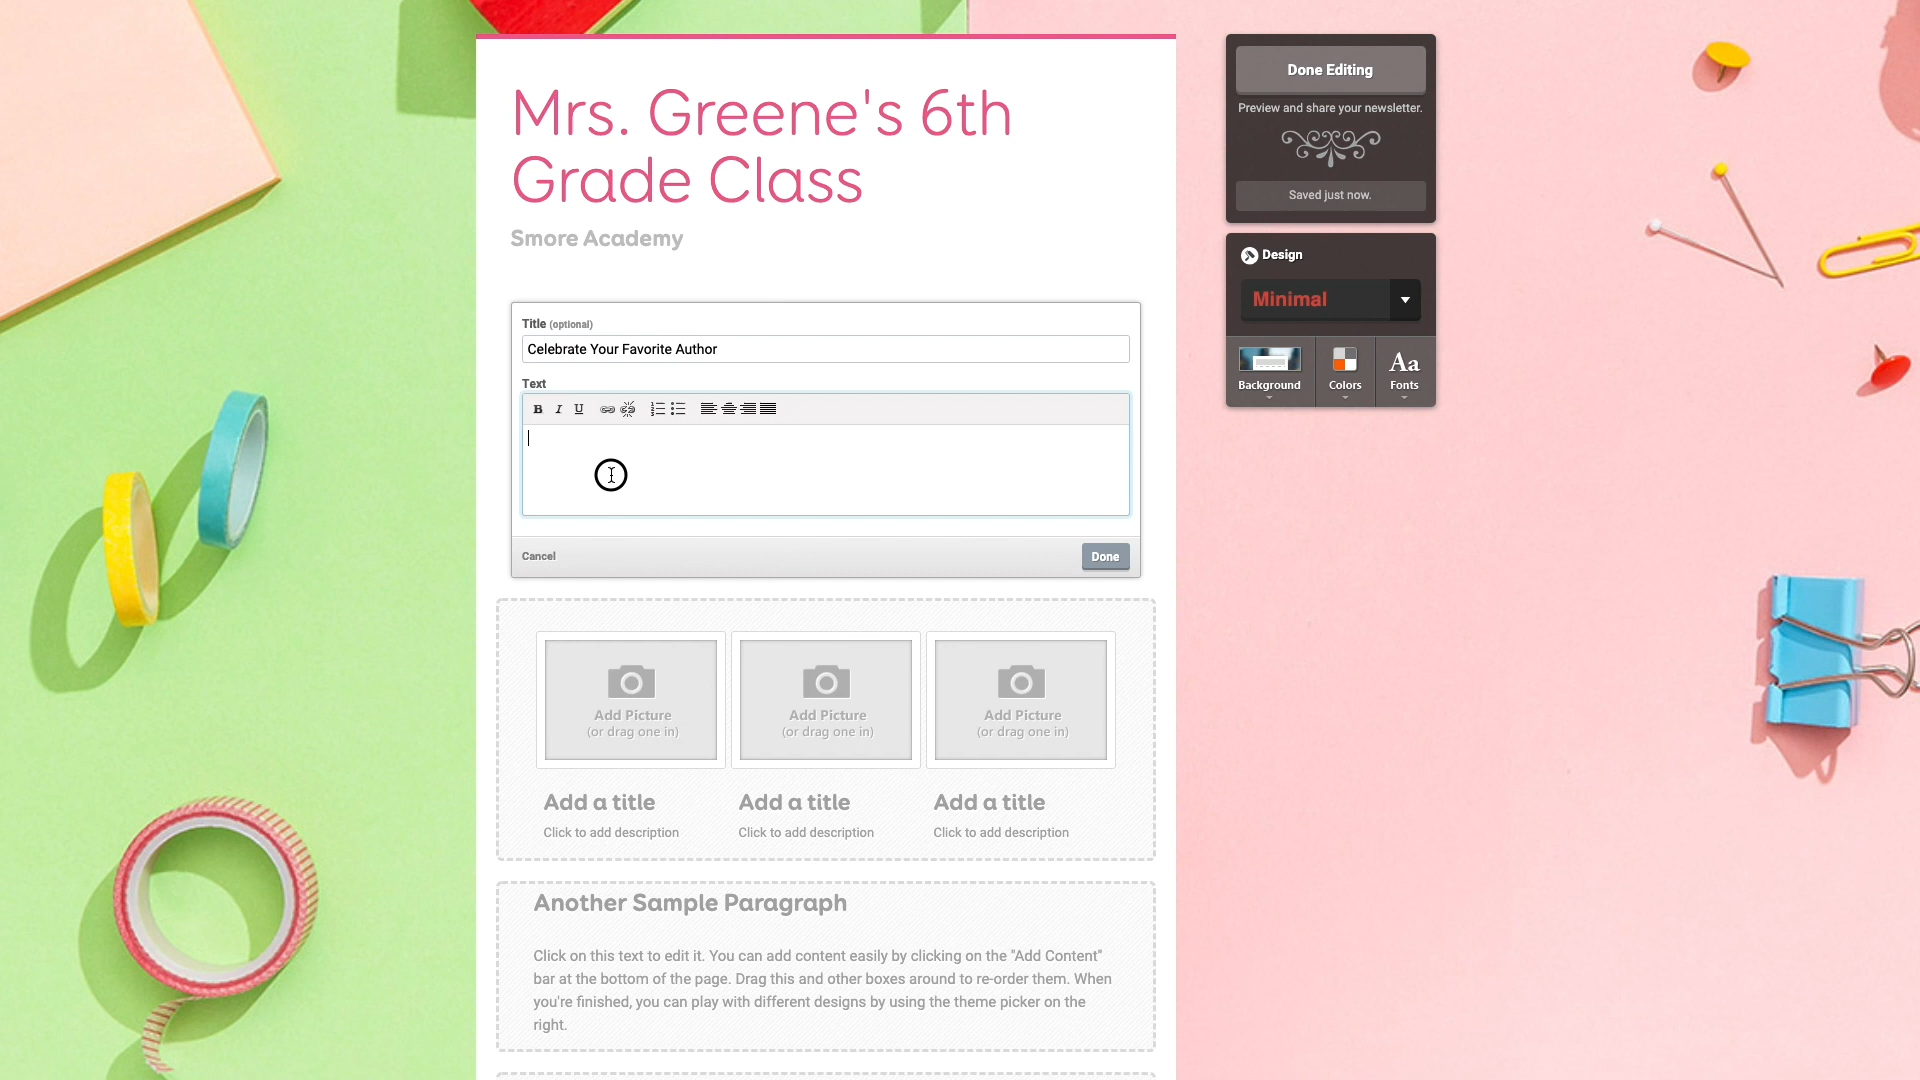 Mrs. Greene's 6th
Grade Class
Smore Academy
Title (optional)
Celebrate Your Favorite Author
Text
B I U
Cancel
Done
Add Picture
(or drag one in)
Add Picture
(or drag one in)
Add Picture
(or drag one in)
Add a title
Add a title
Add a title
Click to add description
Click to add description
Click to add description
Another Sample Paragraph
Click on this text to edit it. You can add content easily by clicking on the "Add Content"
bar at the bottom of the page. Drag this and other boxes around to re-order them. When
you're finished, you can play with different designs by using the theme picker on the
right.
Done Editing
Preview and share your newsletter.
Saved just now.
Design
Minimal
Aa
Background
Colors
Fonts